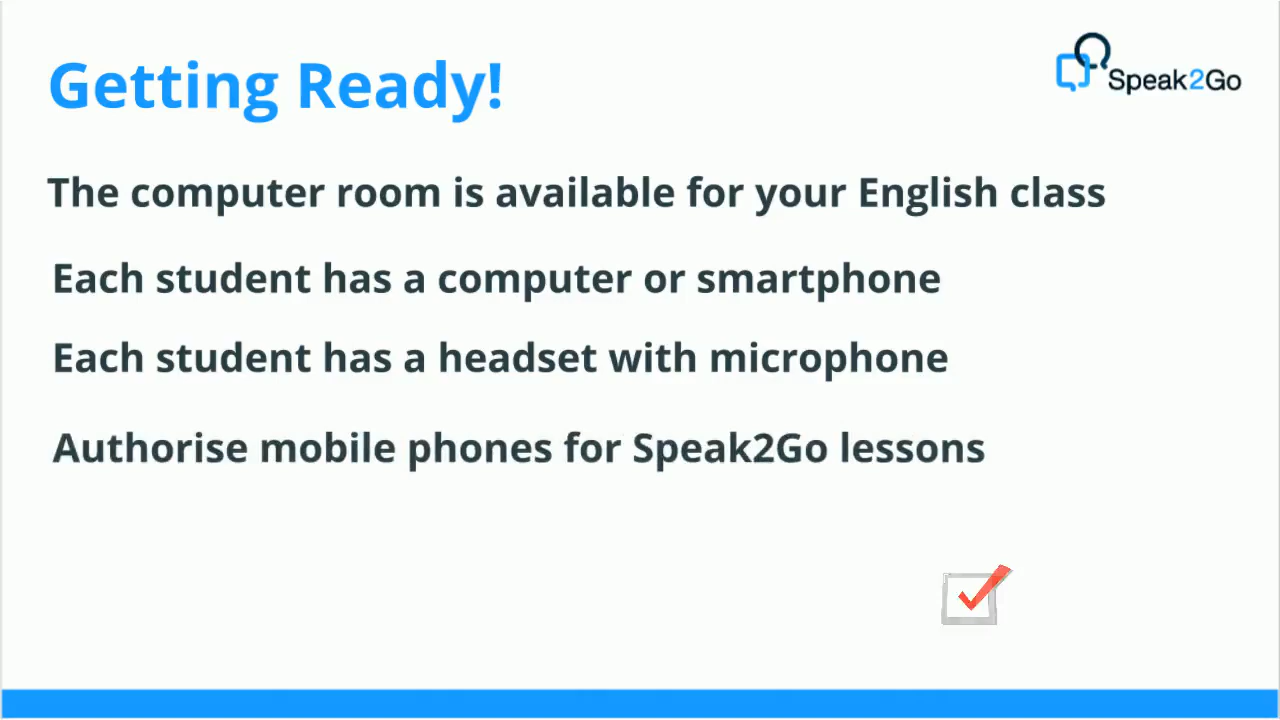 Getting Ready!
Speak2Go
The computer room is available for your English class
Each student has a computer or smartphone
Each student has a headset with microphone
Authorise mobile phones for Speak2Go lessons